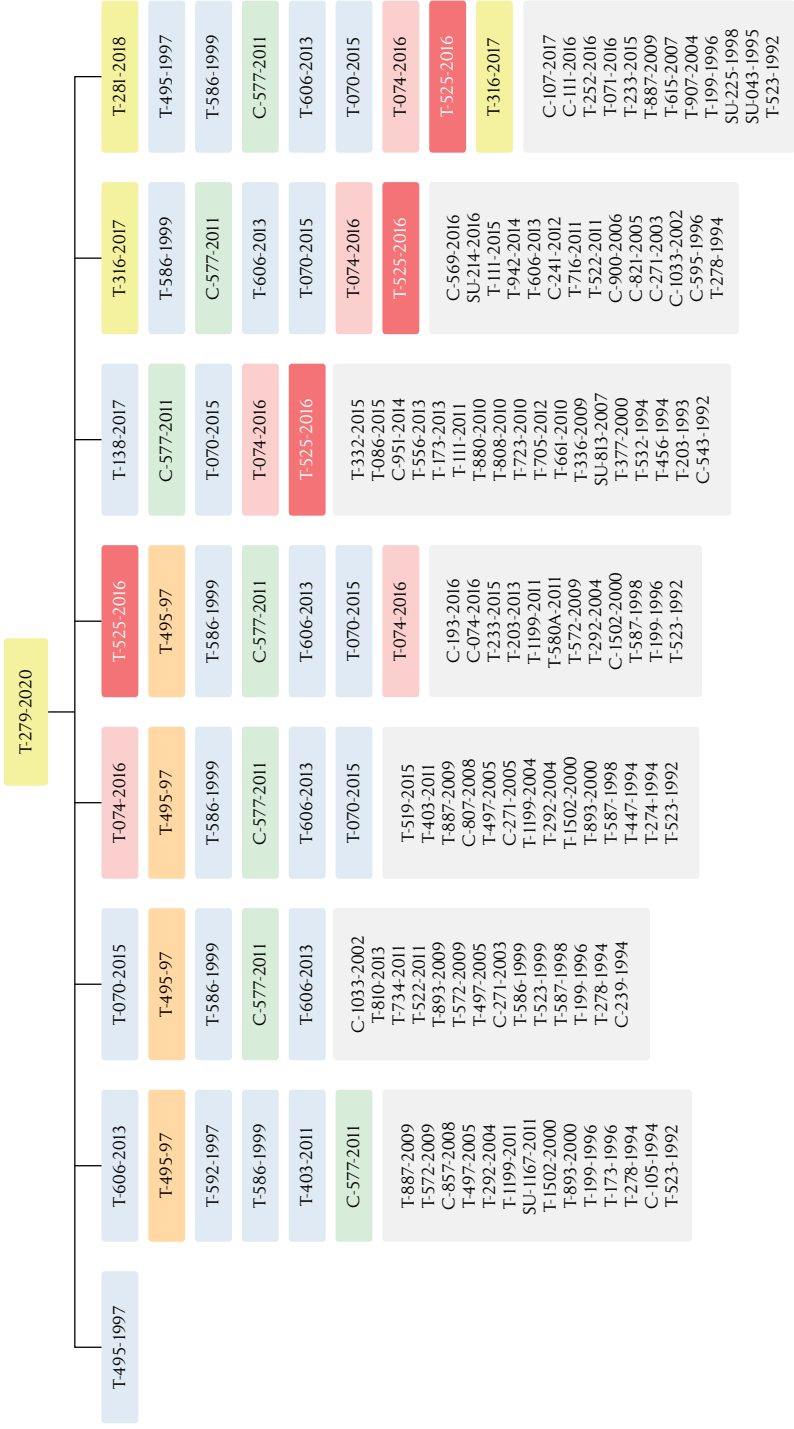 T-279-2020
T-495-1997
T-606-2013
T-495-97
T-592-1997
T-586-1999
T-403-2011
C-577-2011
T-887-2009
T-572-2009
C-857-2008
T-497-2005
T-292-2004
T-1199-2011
SU-1167-2011
T-1502-2000
T-893-2000
T-199-1996
T-173-1996
T-278-1994
C-105-1994
T-523-1992
T-070-2015
T-495-97
T-586-1999
C-577-2011
T-606-2013
C-1033-2002
T-810-2013
T-734-2011
T-522-2011
T-893-2009
T-572-2009
T-497-2005
C-271-2003
T-586-1999
T-523-1999
T-587-1998
T-199-1996
T-278-1994
C-239-1994
T-074-2016
T-495-97
T-586-1999
C-577-2011
T-606-2013
T-070-2015
T-519-2015
T-403-2011
T-887-2009
C-807-2008
T-497-2005
C-271-2005
T-1199-2004
T-292-2004
T-1502-2000
T-893-2000
T-587-1998
T-447-1994
T-274-1994
T-523-1992
T-525-2016
T-495-97
T-586-1999
C-577-2011
T-606-2013
T-070-2015
T-074-2016
C-193-2016
C-074-2016
T-233-2015
T-203-2013
T-1199-2011
T-580A-2011
T-572-2009
T-292-2004
C-1502-2000
T-587-1998
T-199-1996
T-523-1992
T-138-2017
C-577-2011
T-070-2015
T-074-2016
T-525-2016
T-332-2015
T-086-2015
C-951-2014
T-556-2013
T-173-2013
T-111-2011
T-880-2010
T-808-2010
T-723-2010
T-705-2012
T-661-2010
T-336-2009
SU-813-2007
T-377-2000
T-532-1994
T-456-1994
T-203-1993
C-543-1992
T-316-2017
T-586-1999
C-577-2011
T-606-2013
T-070-2015
T-074-2016
T-525-2016
C-569-2016
SU-214-2016
T-111-2015
T-942-2014
T-606-2013
C-241-2012
T-716-2011
T-522-2011
C-900-2006
C-821-2005
C-271-2003
C-1033-2002
C-595-1996
T-278-1994
T-281-2018
T-495-1997
T-586-1999
C-577-2011
T-606-2013
T-070-2015
T-074-2016
T-525-2016
T-316-2017
C-107-2017
C-111-2016
T-252-2016
T-071-2016
T-233-2015
T-887-2009
T-615-2007
T-907-2004
T-199-1996
SU-225-1998
SU-043-1995
T-523-1992